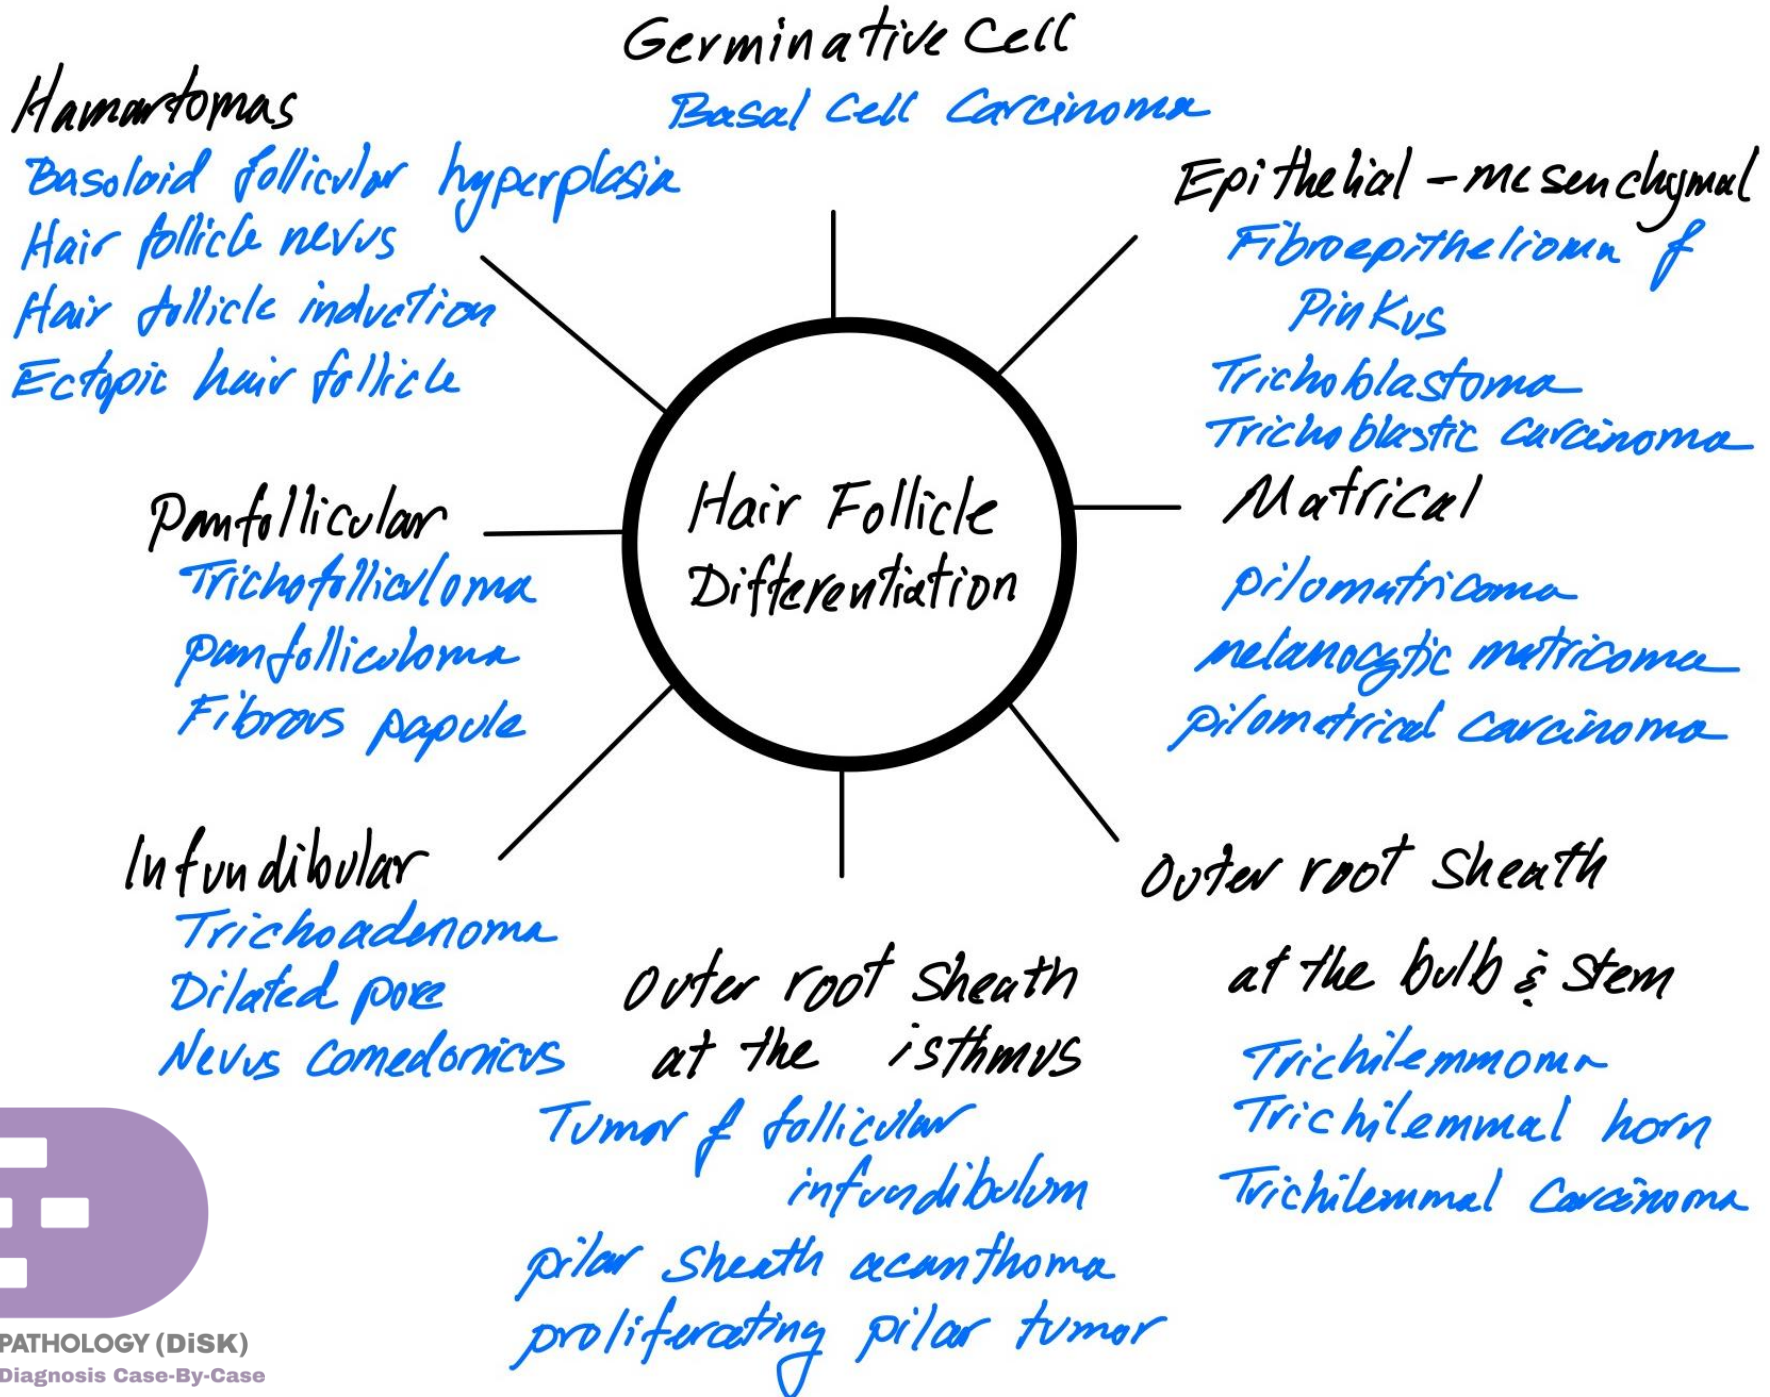 Germinative Cell
Basal Cell Carcinoma
Hamartomas
Basoloid follicular hyperplasia
Hair follicle nevus
Hair follicle induction
Ectopic hair follicle
Epithelial - mesenchymal
Fibroepithelioma of
Pinkus
Trichoblastoma
Trichoblastic carcinoma
Panfollicular
Trichofolliculoma
panfolliculoma
Fibrous papule
Hair Follicle
Differentiation
Matrical
pilomatricoma
melanocytic matricoma
pilomatrical carcinoma
Infundibular
Trichoadenoma
Dilated pore
Nevus Comedonicus
Outer root Sheath
at the isthmus
Tumor of follicular
infundibulum
pilar Sheath acanthoma
proliferating pilar tumor
Outer root Sheath
at the bulb & Stem
Trichilemmoma
Trichilemmal horn
Trichilemmal Carcinoma
PATHOLOGY (DiSK)
Diagnosis Case-By-Case